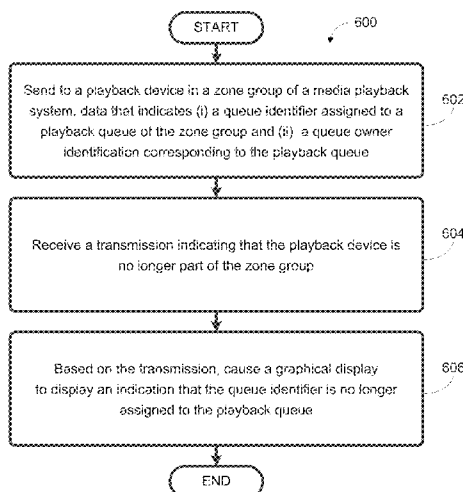 START
600
Send to a playback device in a zone group of a media playback
system, data that indicates (i) a queue identifier assigned to a
playback queue of the zone group and (ii) a queue owner
identification corresponding to the playback queue
602
Receive a transmission indicating that the playback device is
no longer part of the zone group
604
Based on the transmission, cause a graphical display
to display an indication that the queue identifier is no longer
assigned to the playback queue
606
END